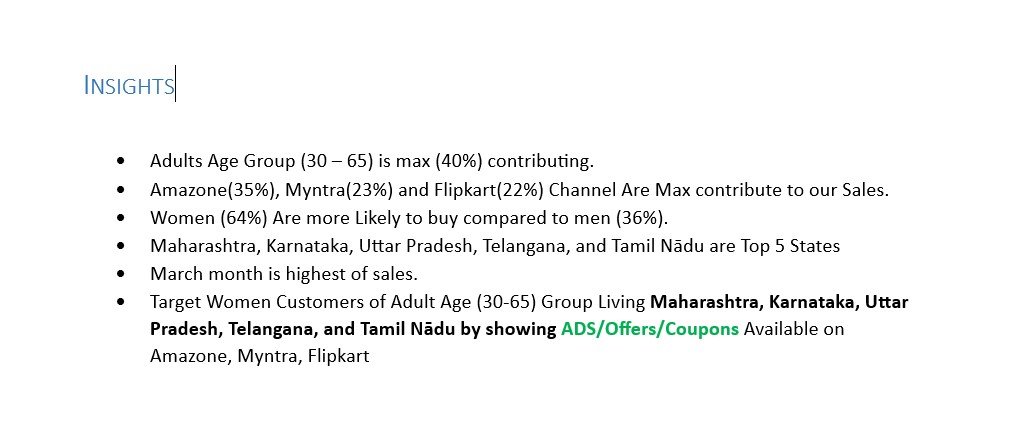 INSIGHTS
• Adults Age Group (30 – 65) is max (40%) contributing.
• Amazone(35%), Myntra(23%) and Flipkart(22%) Channel Are Max contribute to our Sales.
• Women (64%) Are more Likely to buy compared to men (36%).
• Maharashtra, Karnataka, Uttar Pradesh, Telangana, and Tamil Nādu are Top 5 States
• March month is highest of sales.
• Target Women Customers of Adult Age (30-65) Group Living Maharashtra, Karnataka, Uttar
Pradesh, Telangana, and Tamil Nādu by showing ADS/Offers/Coupons Available on
Amazone, Myntra, Flipkart